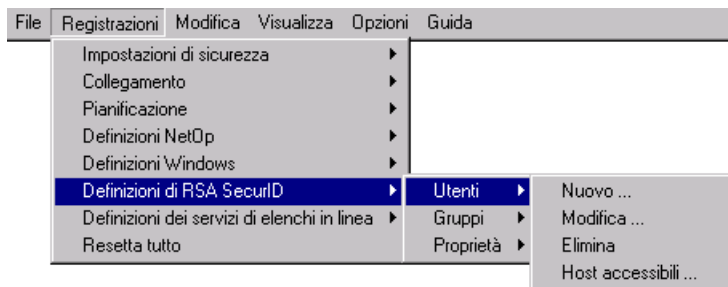 File Registrazioni Modifica Visualizza Opzioni Guida
Impostazioni di sicurezza
Collegamento
Pianificazione
Definizioni NetOp
Definizioni Windows
Definizioni di RSA SecurID
Definizioni dei servizi di elenchi in linea
Resetta tutto
Utenti
Gruppi
Proprietà
Nuovo ...
Modifica ...
Elimina
Host accessibili ...